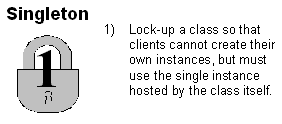 Singleton
1
1) Lock-up a class so that
clients cannot create their
own instances, but must
use the single instance
hosted by the class itself.